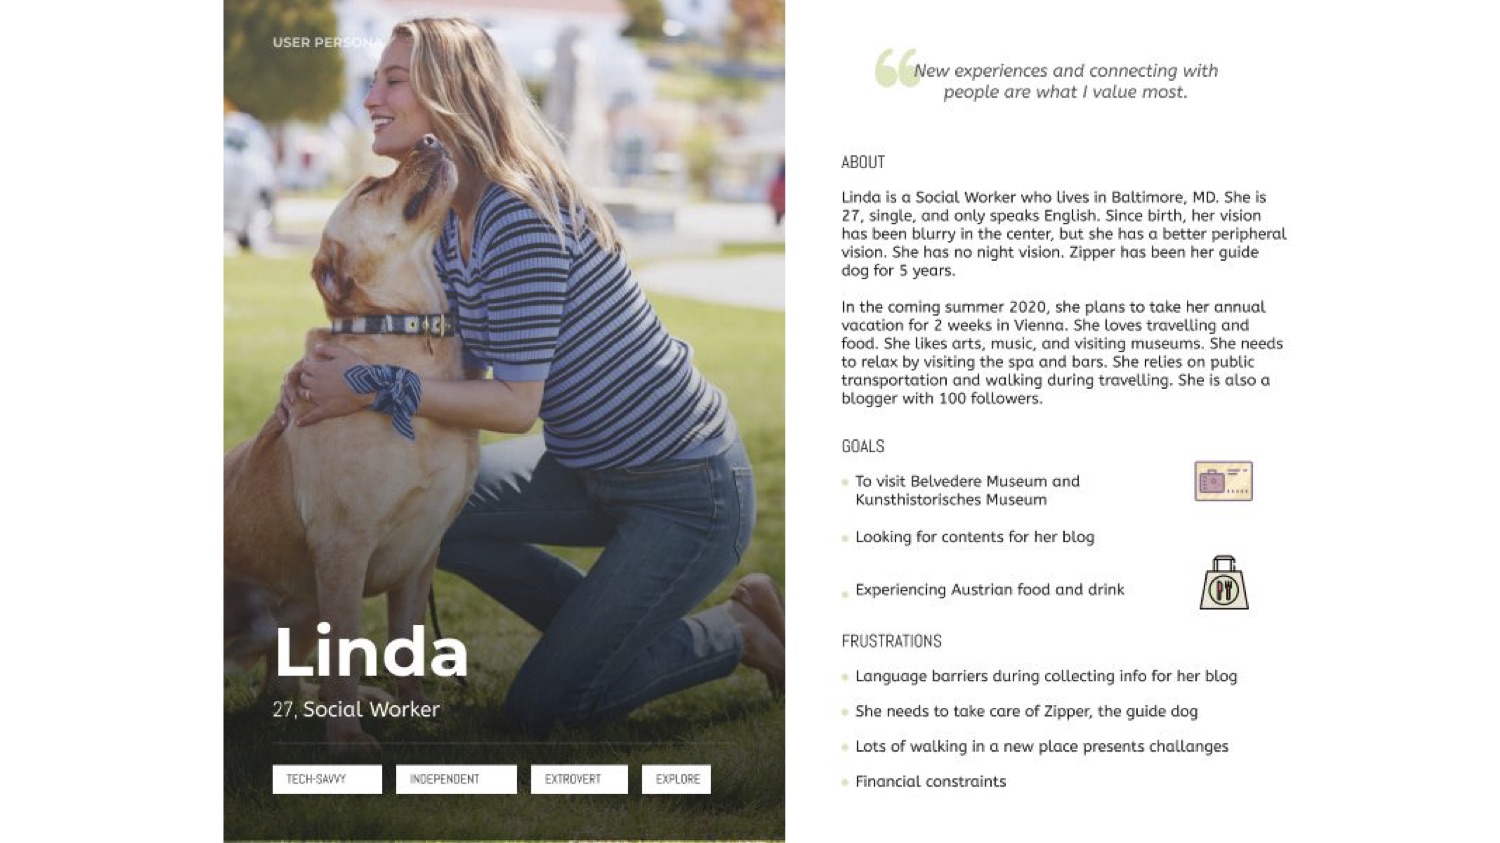 USER PERSONA
Linda
27, Social Worker
TECH-SAVVY
INDEPENDENT
EXTROVERT
EXPLORE
“New experiences and connecting with
people are what I value most.
ABOUT
Linda is a Social Worker who lives in Baltimore, MD. She is
27, single, and only speaks English. Since birth, her vision
has been blurry in the center, but she has a better peripheral
vision. She has no night vision. Zipper has been her guide
dog for 5 years.
In the coming summer 2020, she plans to take her annual
vacation for 2 weeks in Vienna. She loves travelling and
food. She likes arts, music, and visiting museums. She needs
to relax by visiting the spa and bars. She relies on public
transportation and walking during travelling. She is also a
blogger with 100 followers.
GOALS
To visit Belvedere Museum and
Kunsthistorisches Museum
Looking for contents for her blog
Experiencing Austrian food and drink
FRUSTRATIONS
Language barriers during collecting info for her blog
She needs to take care of Zipper, the guide dog
Lots of walking in a new place presents challanges
Financial constraints